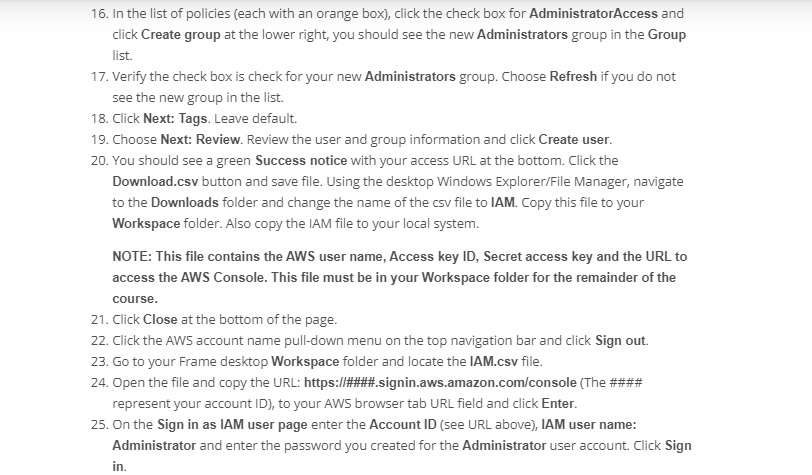 16. In the list of policies (each with an orange box), click the check box for AdministratorAccess and
click Create group at the lower right, you should see the new Administrators group in the Group
list.
17. Verify the check box is check for your new Administrators group. Choose Refresh if you do not
see the new group in the list.
18. Click Next: Tags. Leave default.
19. Choose Next: Review. Review the user and group information and click Create user.
20. You should see a green Success notice with your access URL at the bottom. Click the
Download.csv button and save file. Using the desktop Windows Explorer/File Manager, navigate
to the Downloads folder and change the name of the csv file to IAM. Copy this file to your
Workspace folder. Also copy the IAM file to your local system.
NOTE: This file contains the AWS user name, Access key ID, Secret access key and the URL to
access the AWS Console. This file must be in your Workspace folder for the remainder of the
course.
21. Click Close at the bottom of the page.
22. Click the AWS account name pull-down menu on the top navigation bar and click Sign out.
23. Go to your Frame desktop Workspace folder and locate the IAM.csv file.
24. Open the file and copy the URL: https://####.signin.aws.amazon.com/console (The ####
represent your account ID), to your AWS browser tab URL field and click Enter.
25. On the Sign in as IAM user page enter the Account ID (see URL above), IAM user name:
Administrator and enter the password you created for the Administrator user account. Click Sign
in.